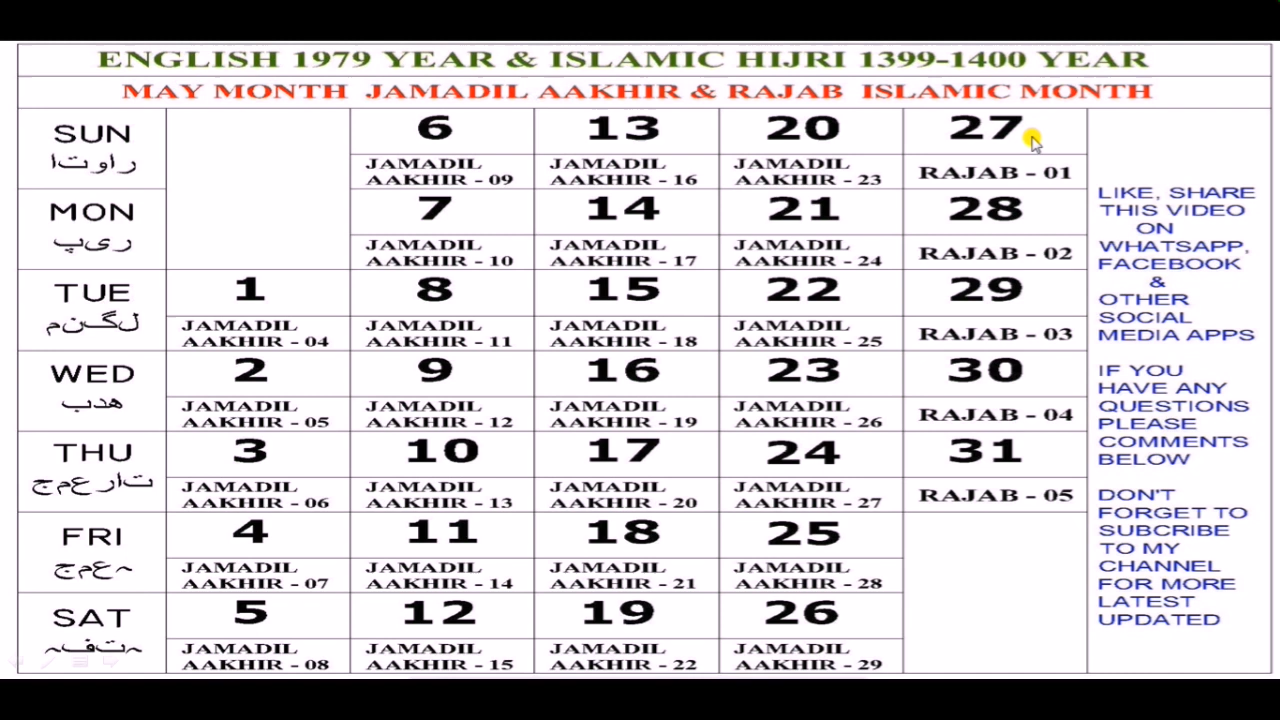 ENGLISH 1979 YEAR & ISLAMIC HIJRI 1399-1400 YEAR
MAY MONTH JAMADIL AAKHIR & RAJAB ISLAMIC MONTH
SUN 6 13 20 27
راوتا JAMADIL JAMADIL JAMADIL RAJAB - 01
AAKHIR - 09 AAKHIR - 16 AAKHIR - 23
MON 7 14 21 28
ریپ JAMADIL JAMADIL JAMADIL RAJAB - 02
AAKHIR - 10 AAKHIR - 17 AAKHIR - 24
TUE 1 8 15 22 29
لگنم JAMADIL JAMADIL JAMADIL JAMADIL RAJAB - 03
AAKHIR - 04 AAKHIR - 11 AAKHIR - 18 AAKHIR - 25
WED 2 9 16 23 30
هدب JAMADIL JAMADIL JAMADIL JAMADIL RAJAB - 04
AAKHIR - 05 AAKHIR - 12 AAKHIR - 19 AAKHIR - 26
THU 3 10 17 24 31
تارعمج JAMADIL JAMADIL JAMADIL JAMADIL RAJAB - 05
AAKHIR - 06 AAKHIR - 13 AAKHIR - 20 AAKHIR - 27
FRI 4 11 18 25
ہعمج JAMADIL JAMADIL JAMADIL JAMADIL
AAKHIR - 07 AAKHIR - 14 AAKHIR - 21 AAKHIR - 28
SAT 5 12 19 26
ہتفہ JAMADIL JAMADIL JAMADIL JAMADIL
AAKHIR - 08 AAKHIR - 15 AAKHIR - 22 AAKHIR - 29
LIKE, SHARE
THIS VIDEO
ON
WHATSAPP,
FACEBOOK
&
OTHER
SOCIAL
MEDIA APPS
IF YOU
HAVE ANY
QUESTIONS
PLEASE
COMMENTS
BELOW
DON'T
FORGET TO
SUBCRIBE
TO MY
CHANNEL
FOR MORE
LATEST
UPDATED